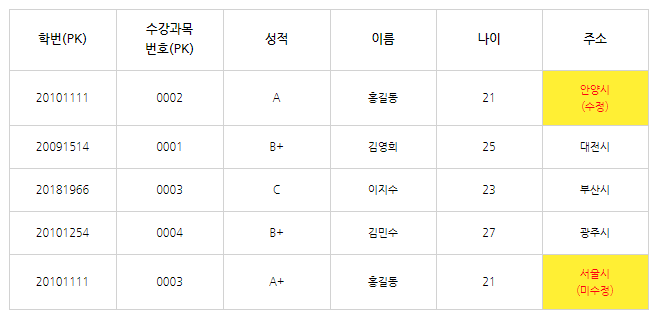 학번(PK) 수강과목 번호(PK) 성적 이름 나이 주소
20101111 0002 A 홍길동 21 안양시 (수정)
20091514 0001 B+ 김영희 25 대전시
20181966 0003 C 이지수 23 부산시
20101254 0004 B+ 김민수 27 광주시
20101111 0003 A+ 홍길동 21 서울시 (미수정)